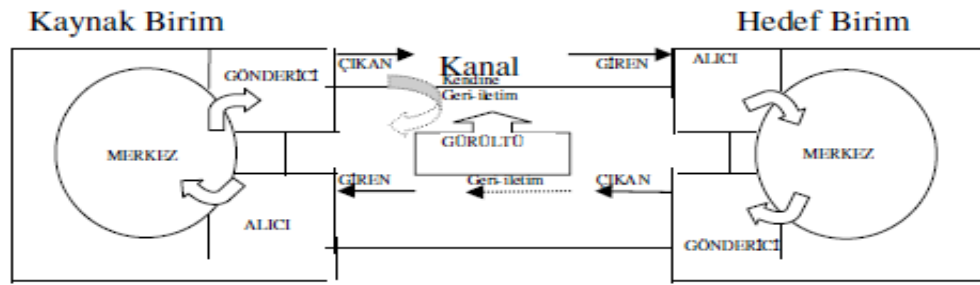 Kaynak Birim
Hedef Birim
GÖNDERİCİ
ÇIKAN
Kanal
GİREN
ALICI
Kendine
Geri-iletim
MERKEZ
GÜRÜLTÜ
MERKEZ
GİREN
Geri-iletim
ÇIKAN
ALICI
GÖNDERİCİ